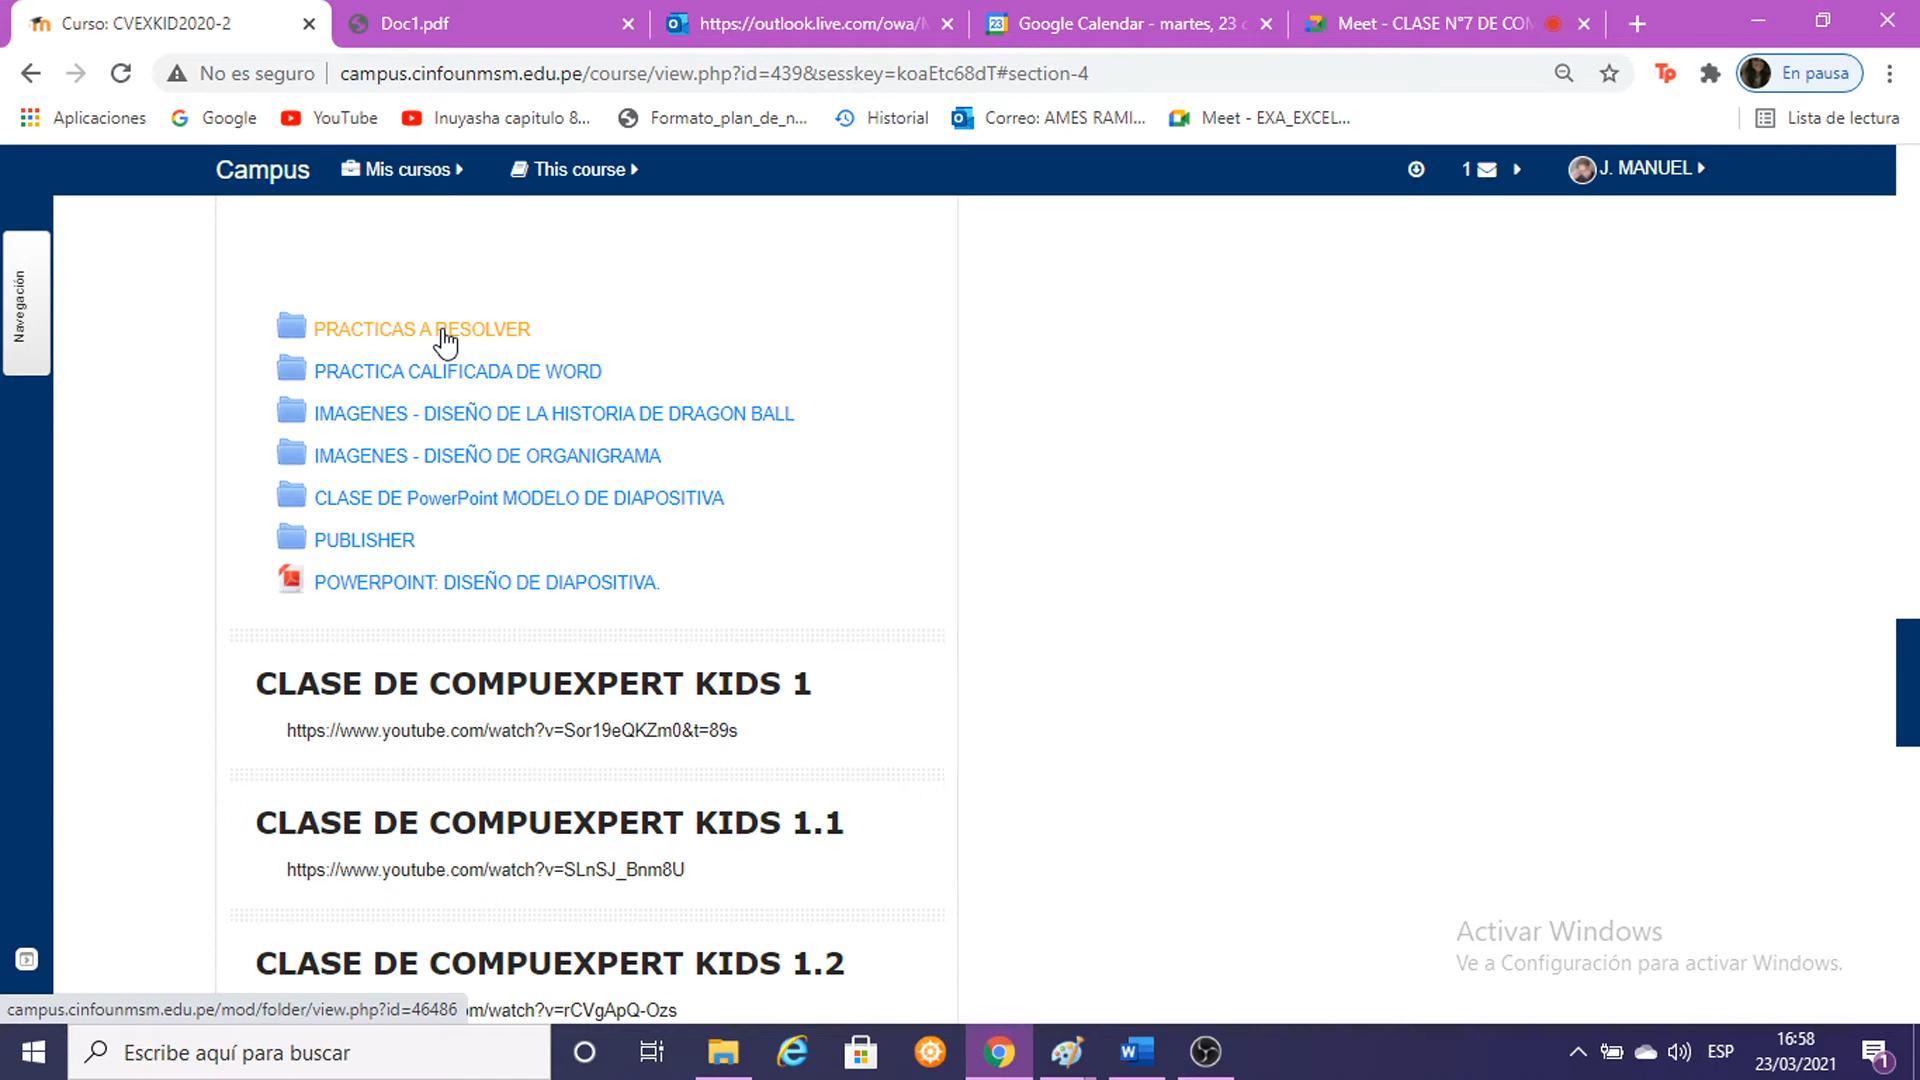 Curso: CVEXKID2020-2
Doc1.pdf
https://outlook.live.com/owa/
Google Calendar - martes, 23
Meet - CLASE N°7 DE CO
No es seguro
campus.cinfounmsm.edu.pe/course/view.php?id=439&sesskey=koaEtc68dT#section-4
En pausa
Aplicaciones
Google
YouTube
Inuyasha capitulo 8...
Formato_plan_de_n...
Historial
Correo: AMES RAMI...
Meet - EXA_EXCEL...
Lista de lectura
Campus
Mis cursos
This course
1
J. MANUEL
Navegación
PRACTICAS A RESOLVER
PRACTICA CALIFICADA DE WORD
IMAGENES - DISEÑO DE LA HISTORIA DE DRAGON BALL
IMAGENES - DISEÑO DE ORGANIGRAMA
CLASE DE PowerPoint MODELO DE DIAPOSITIVA
PUBLISHER
POWERPOINT: DISEÑO DE DIAPOSITIVA.
CLASE DE COMPUEXPERT KIDS 1
https://www.youtube.com/watch?v=Sor19eQKZm0&t=89s
CLASE DE COMPUEXPERT KIDS 1.1
https://www.youtube.com/watch?v=SLnSJ_Bnm8U
CLASE DE COMPUEXPERT KIDS 1.2
m/watch?v=rCVgApQ-Ozs
campus.cinfounmsm.edu.pe/mod/folder/view.php?id=46486
Activar Windows
Ve a Configuración para activar Windows.
Escribe aquí para buscar
ESP
16:58
23/03/2021
1